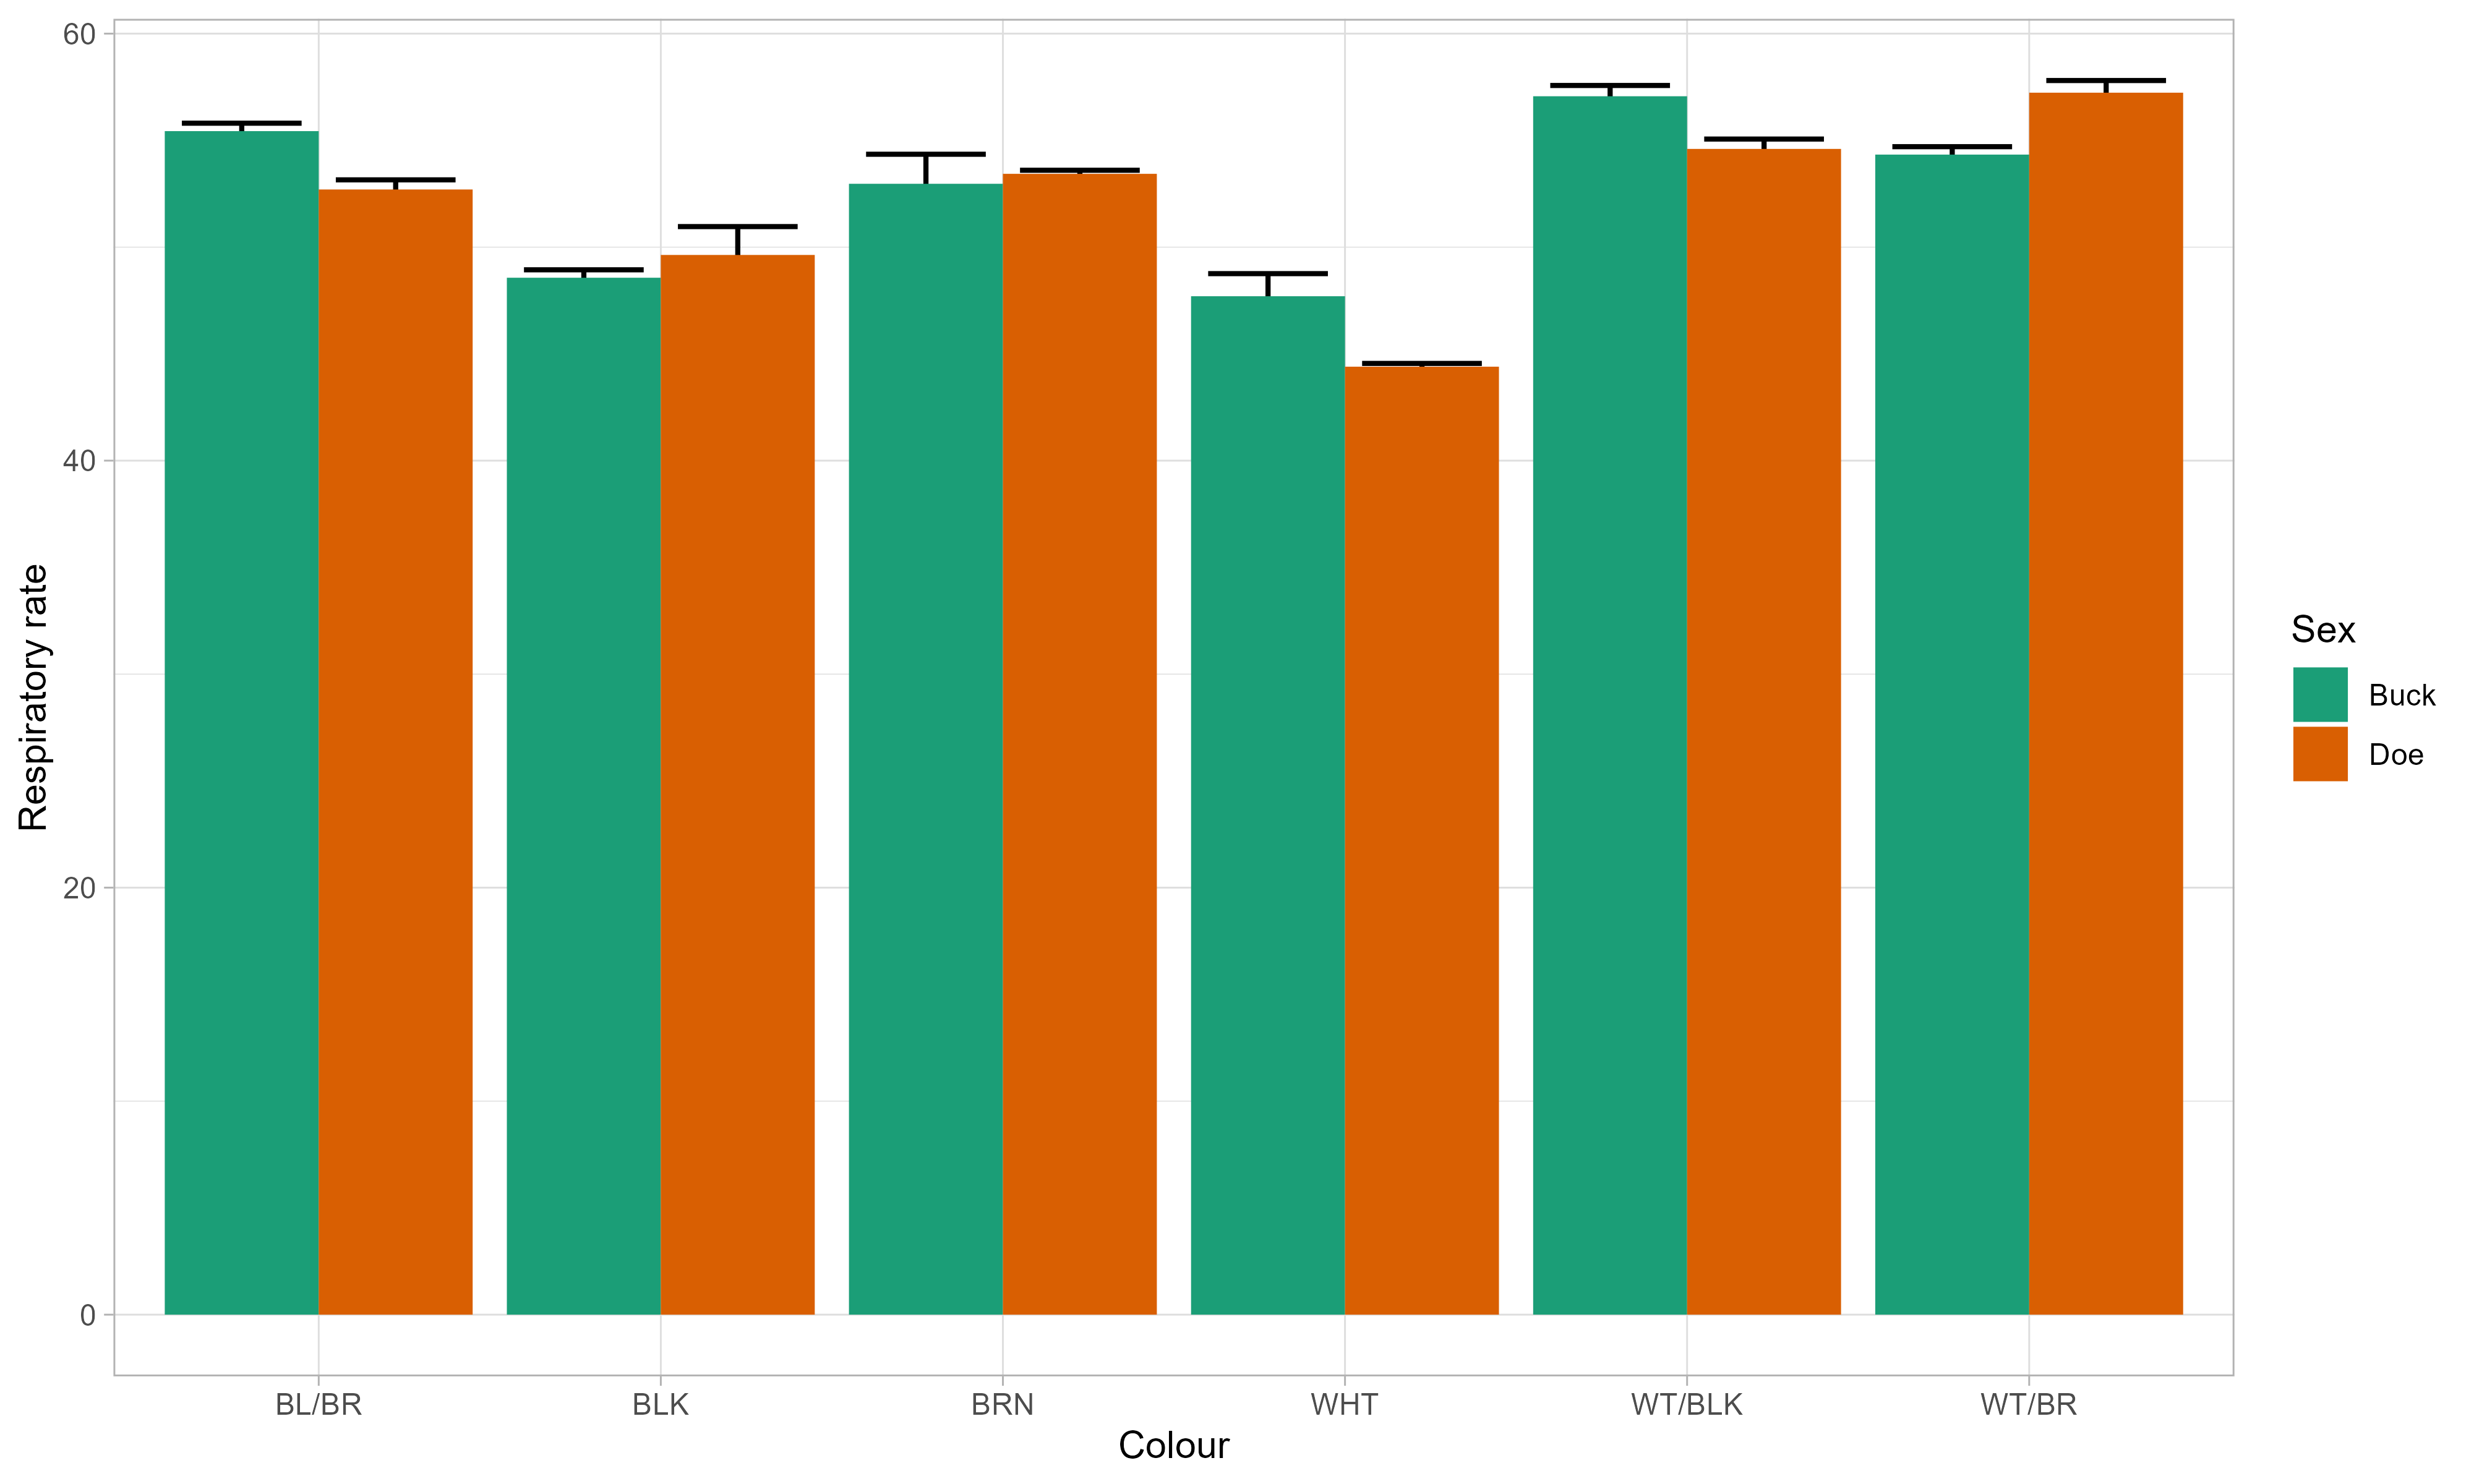 60
40
20
0
Respiratory rate
BL/BR
BLK
BRN
WHT
WT/BLK
WT/BR
Colour
Sex
Buck
Doe